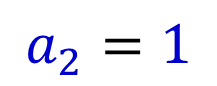 a₂ = 1